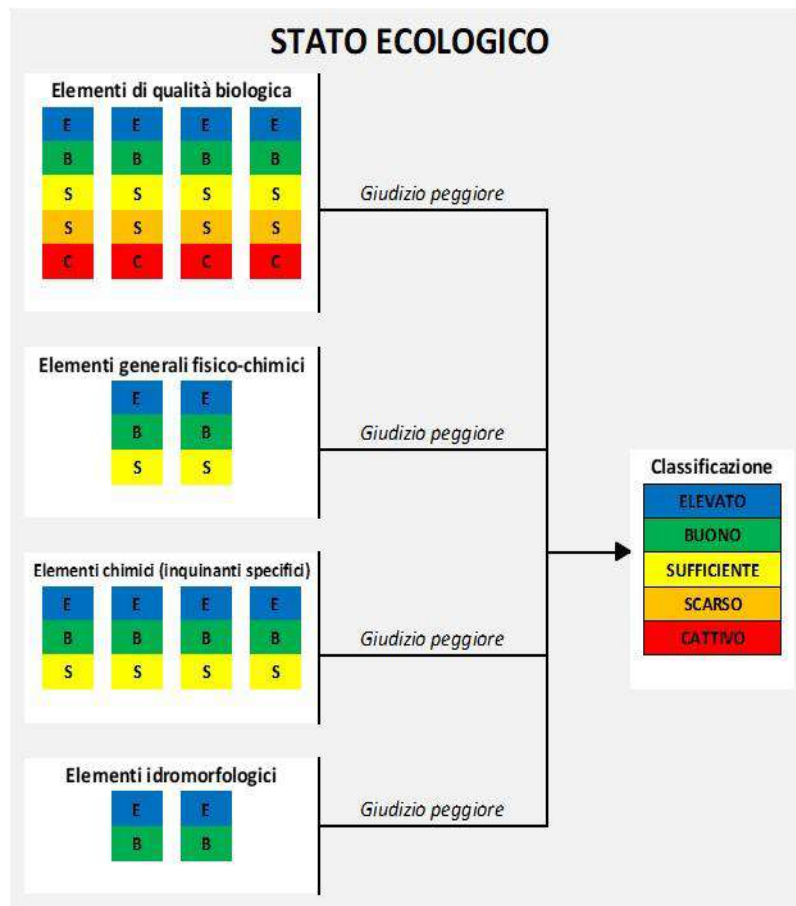 STATO ECOLOGICO
Elementi di qualità biologica
E E E E
B B B B
S S S S
S S S S
C C C C
Giudizio peggiore
Elementi generali fisico-chimici
E E
B B
S S
Giudizio peggiore
Elementi chimici (inquinanti specifici)
E E E E
B B B B
S S S S
Giudizio peggiore
Elementi idromorfologici
E E
B B
Giudizio peggiore
Classificazione
ELEVATO
BUONO
SUFFICIENTE
SCARSO
CATTIVO